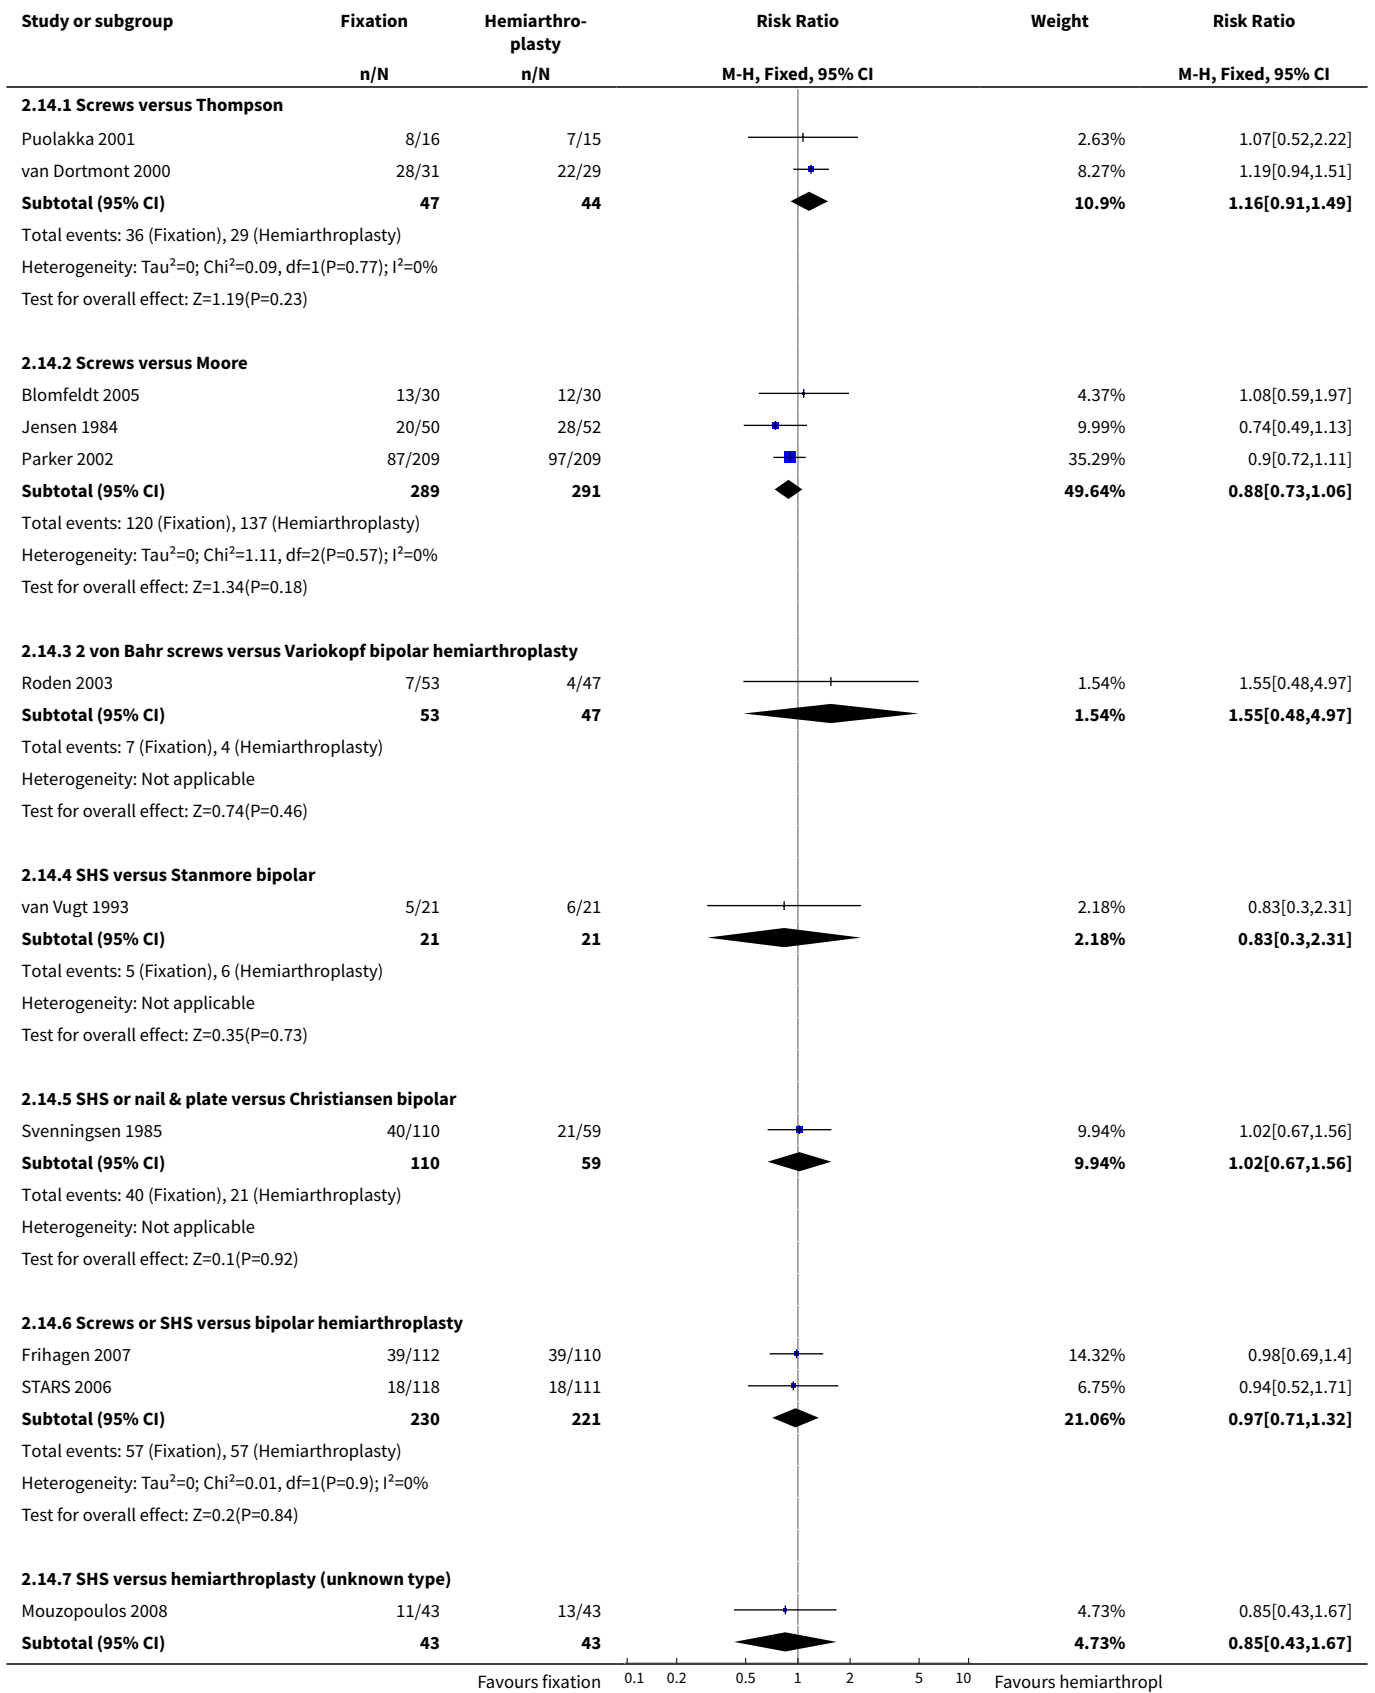 Study or subgroup Fixation Hemiarthro- Risk Ratio Weight Risk Ratio
plasty
n/N n/N M-H, Fixed, 95% CI M-H, Fixed, 95% CI
2.14.1 Screws versus Thompson
Puolakka 2001 8/16 7/15 2.63% 1.07[0.52,2.22]
van Dortmont 2000 28/31 22/29 8.27% 1.19[0.94,1.51]
Subtotal (95% CI) 47 44 10.9% 1.16[0.91,1.49]
Total events: 36 (Fixation), 29 (Hemiarthroplasty)
Heterogeneity: Tau²=0; Chi²=0.09, df=1(P=0.77); I²=0%
Test for overall effect: Z=1.19(P=0.23)
2.14.2 Screws versus Moore
Blomfeldt 2005 13/30 12/30 4.37% 1.08[0.59,1.97]
Jensen 1984 20/50 28/52 9.99% 0.74[0.49,1.13]
Parker 2002 87/209 97/209 35.29% 0.9[0.72,1.11]
Subtotal (95% CI) 289 291 49.64% 0.88[0.73,1.06]
Total events: 120 (Fixation), 137 (Hemiarthroplasty)
Heterogeneity: Tau²=0; Chi²=1.11, df=2(P=0.57); I²=0%
Test for overall effect: Z=1.34(P=0.18)
2.14.3 2 von Bahr screws versus Variokopf bipolar hemiarthroplasty
Roden 2003 7/53 4/47 1.54% 1.55[0.48,4.97]
Subtotal (95% CI) 53 47 1.54% 1.55[0.48,4.97]
Total events: 7 (Fixation), 4 (Hemiarthroplasty)
Heterogeneity: Not applicable
Test for overall effect: Z=0.74(P=0.46)
2.14.4 SHS versus Stanmore bipolar
van Vugt 1993 5/21 6/21 2.18% 0.83[0.3,2.31]
Subtotal (95% CI) 21 21 2.18% 0.83[0.3,2.31]
Total events: 5 (Fixation), 6 (Hemiarthroplasty)
Heterogeneity: Not applicable
Test for overall effect: Z=0.35(P=0.73)
2.14.5 SHS or nail & plate versus Christiansen bipolar
Svenningsen 1985 40/110 21/59 9.94% 1.02[0.67,1.56]
Subtotal (95% CI) 110 59 9.94% 1.02[0.67,1.56]
Total events: 40 (Fixation), 21 (Hemiarthroplasty)
Heterogeneity: Not applicable
Test for overall effect: Z=0.1(P=0.92)
2.14.6 Screws or SHS versus bipolar hemiarthroplasty
Frihagen 2007 39/112 39/110 14.32% 0.98[0.69,1.4]
STARS 2006 18/118 18/111 6.75% 0.94[0.52,1.71]
Subtotal (95% CI) 230 221 21.06% 0.97[0.71,1.32]
Total events: 57 (Fixation), 57 (Hemiarthroplasty)
Heterogeneity: Tau²=0; Chi²=0.01, df=1(P=0.9); I²=0%
Test for overall effect: Z=0.2(P=0.84)
2.14.7 SHS versus hemiarthroplasty (unknown type)
Mouzopoulos 2008 11/43 13/43 4.73% 0.85[0.43,1.67]
Subtotal (95% CI) 43 43 4.73% 0.85[0.43,1.67]
Favours fixation 0.1 0.2 0.5 1 2 5 10 Favours hemiarthropl